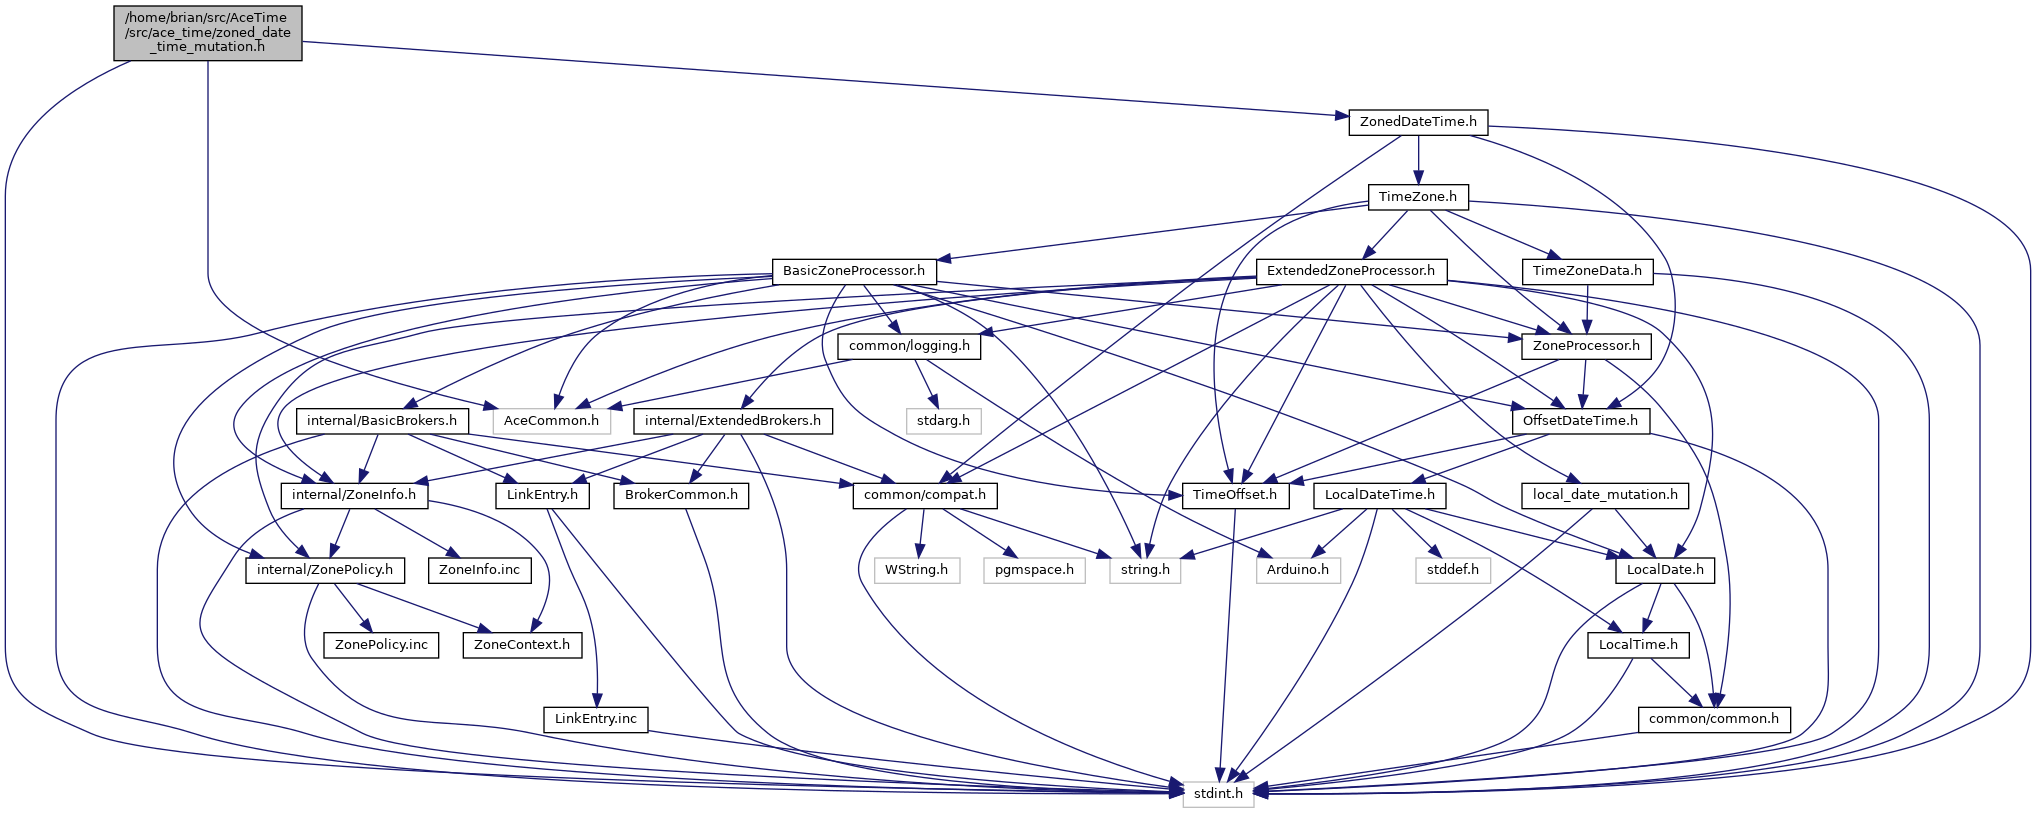 /home/brian/src/AceTime
/src/ace_time/zoned_date
_time_mutation.h
ZonedDateTime.h
TimeZone.h
BasicZoneProcessor.h
ExtendedZoneProcessor.h
TimeZoneData.h
common/logging.h
ZoneProcessor.h
internal/BasicBrokers.h
AceCommon.h
internal/ExtendedBrokers.h
stdarg.h
OffsetDateTime.h
internal/ZoneInfo.h
LinkEntry.h
BrokerCommon.h
common/compat.h
TimeOffset.h
LocalDateTime.h
local_date_mutation.h
internal/ZonePolicy.h
ZoneInfo.inc
WString.h
pgmspace.h
string.h
Arduino.h
stddef.h
LocalDate.h
ZonePolicy.inc
ZoneContext.h
LocalTime.h
LinkEntry.inc
common/common.h
stdint.h